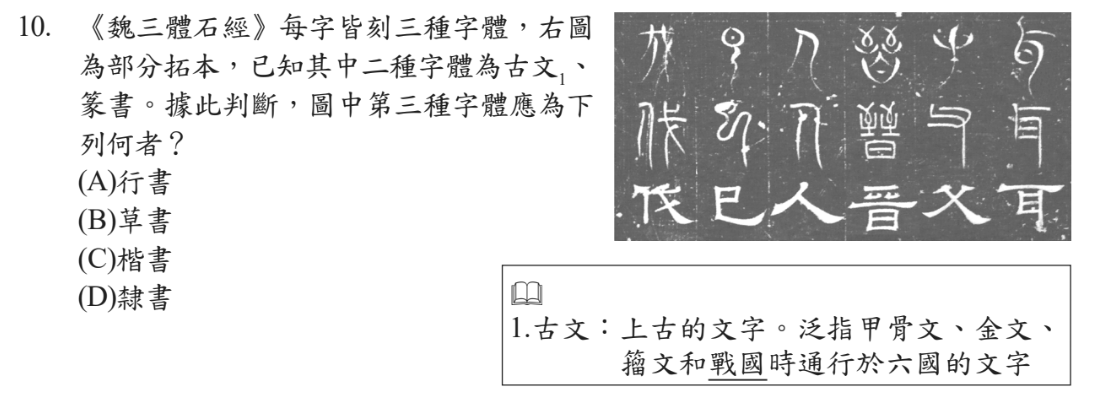 10. 《魏三體石經》每字皆刻三種字體，右圖
為部分拓本，已知其中二種字體為古文1、
篆書。據此判斷，圖中第三種字體應為下
列何者？
(A)行書
(B)草書
(C)楷書
(D)隸書
伐巳人晉父耳
1.古文：上古的文字。泛指甲骨文、金文、
籀文和戰國時通行於六國的文字